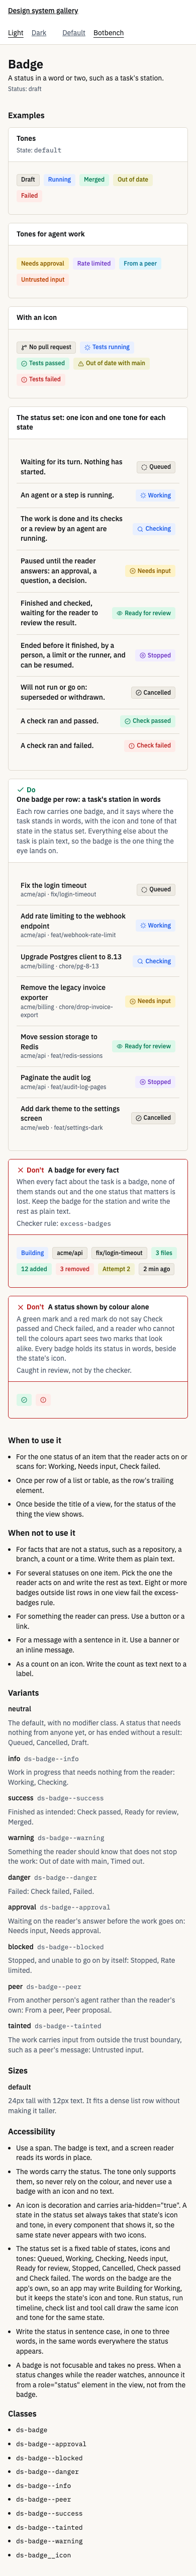 Design system gallery
Light Dark Default Botbench
Badge
A status in a word or two, such as a task's station.
Status: draft
Examples
Tones
State: default
Draft Running Merged Out of date
Failed
Tones for agent work
Needs approval Rate limited From a peer
Untrusted input
With an icon
No pull request Tests running
Tests passed Out of date with main
Tests failed
The status set: one icon and one tone for each
state
Waiting for its turn. Nothing has
started.
Queued
An agent or a step is running.
Working
The work is done and its checks
or a review by an agent are
running.
Checking
Paused until the reader
answers: an approval, a
question, a decision.
Needs input
Finished and checked,
waiting for the reader to
review the result.
Ready for review
Ended before it finished, by a
person, a limit or the runner, and
can be resumed.
Stopped
Will not run or go on:
superseded or withdrawn.
Cancelled
A check ran and passed.
Check passed
A check ran and failed.
Check failed
Do
One badge per row: a task's station in words
Each row carries one badge, and it says where the
task stands in words, with the icon and tone of that
state in the status set. Everything else about the
task is plain text, so the badge is the one thing the
eye lands on.
Fix the login timeout
acme/api · fix/login-timeout
Queued
Add rate limiting to the webhook
endpoint
acme/api · feat/webhook-rate-limit
Working
Upgrade Postgres client to 8.13
acme/billing · chore/pg-8-13
Checking
Remove the legacy invoice
exporter
acme/billing · chore/drop-invoice-
export
Needs input
Move session storage to
Redis
acme/api · feat/redis-sessions
Ready for review
Paginate the audit log
acme/api · feat/audit-log-pages
Stopped
Add dark theme to the settings
screen
acme/web · feat/settings-dark
Cancelled
Don't A badge for every fact
When every fact about the task is a badge, none of
them stands out and the one status that matters is
lost. Keep the badge for the station and write the
rest as plain text.
Checker rule: excess-badges
Building acme/api fix/login-timeout 3 files
12 added 3 removed Attempt 2 2 min ago
Don't A status shown by colour alone
A green mark and a red mark do not say Check
passed and Check failed, and a reader who cannot
tell the colours apart sees two marks that look
alike. Every badge holds its status in words, beside
the state's icon.
Caught in review, not by the checker.
When to use it
For the one status of an item that the reader acts on or
scans for: Working, Needs input, Check failed.
Once per row of a list or table, as the row's trailing
element.
One beside the title of a view, for the status of the
thing the view shows.
When not to use it
For facts that are not a status, such as a repository, a
branch, a count or a time. Write them as plain text.
For several statuses on one item. Pick the one the
reader acts on and write the rest as text. Eight or more
badges outside list rows in one view fail the excess-
badges rule.
For something the reader can press. Use a button or a
link.
For a message with a sentence in it. Use a banner or
an inline message.
As a count on an icon. Write the count as text next to a
label.
Variants
neutral
The default, with no modifier class. A status that needs
nothing from anyone yet, or has ended without a result:
Queued, Cancelled, Draft.
info ds-badge--info
Work in progress that needs nothing from the reader:
Working, Checking.
success ds-badge--success
Finished as intended: Check passed, Ready for review,
Merged.
warning ds-badge--warning
Something the reader should know that does not stop
the work: Out of date with main, Timed out.
danger ds-badge--danger
Failed: Check failed, Failed.
approval ds-badge--approval
Waiting on the reader's answer before the work goes on:
Needs input, Needs approval.
blocked ds-badge--blocked
Stopped, and unable to go on by itself: Stopped, Rate
limited.
peer ds-badge--peer
From another person's agent rather than the reader's
own: From a peer, Peer proposal.
tainted ds-badge--tainted
The work carries input from outside the trust boundary,
such as a peer's message: Untrusted input.
Sizes
default
24px tall with 12px text. It fits a dense list row without
making it taller.
Accessibility
Use a span. The badge is text, and a screen reader
reads its words in place.
The words carry the status. The tone only supports
them, so never rely on the colour, and never use a
badge with an icon and no text.
An icon is decoration and carries aria-hidden="true". A
state in the status set always takes that state's icon
and tone, in every component that shows it, so the
same state never appears with two icons.
The status set is a fixed table of states, icons and
tones: Queued, Working, Checking, Needs input,
Ready for review, Stopped, Cancelled, Check passed
and Check failed. The words on the badge are the
app's own, so an app may write Building for Working,
but it keeps the state's icon and tone. Run status, run
timeline, check list and tool call draw the same icon
and tone for the same state.
Write the status in sentence case, in one to three
words, in the same words everywhere the status
appears.
A badge is not focusable and takes no press. When a
status changes while the reader watches, announce it
from a role="status" element in the view, not from the
badge.
Classes
ds-badge
ds-badge--approval
ds-badge--blocked
ds-badge--danger
ds-badge--info
ds-badge--peer
ds-badge--success
ds-badge--tainted
ds-badge--warning
ds-badge__icon